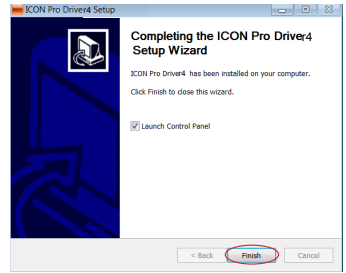 ICON Pro Driver4 Setup
Completing the ICON Pro Driver4
Setup Wizard
ICON Pro Driver4 has been installed on your computer.
Click Finish to close this wizard.
Launch Control Panel
< Back
Finish
Cancel